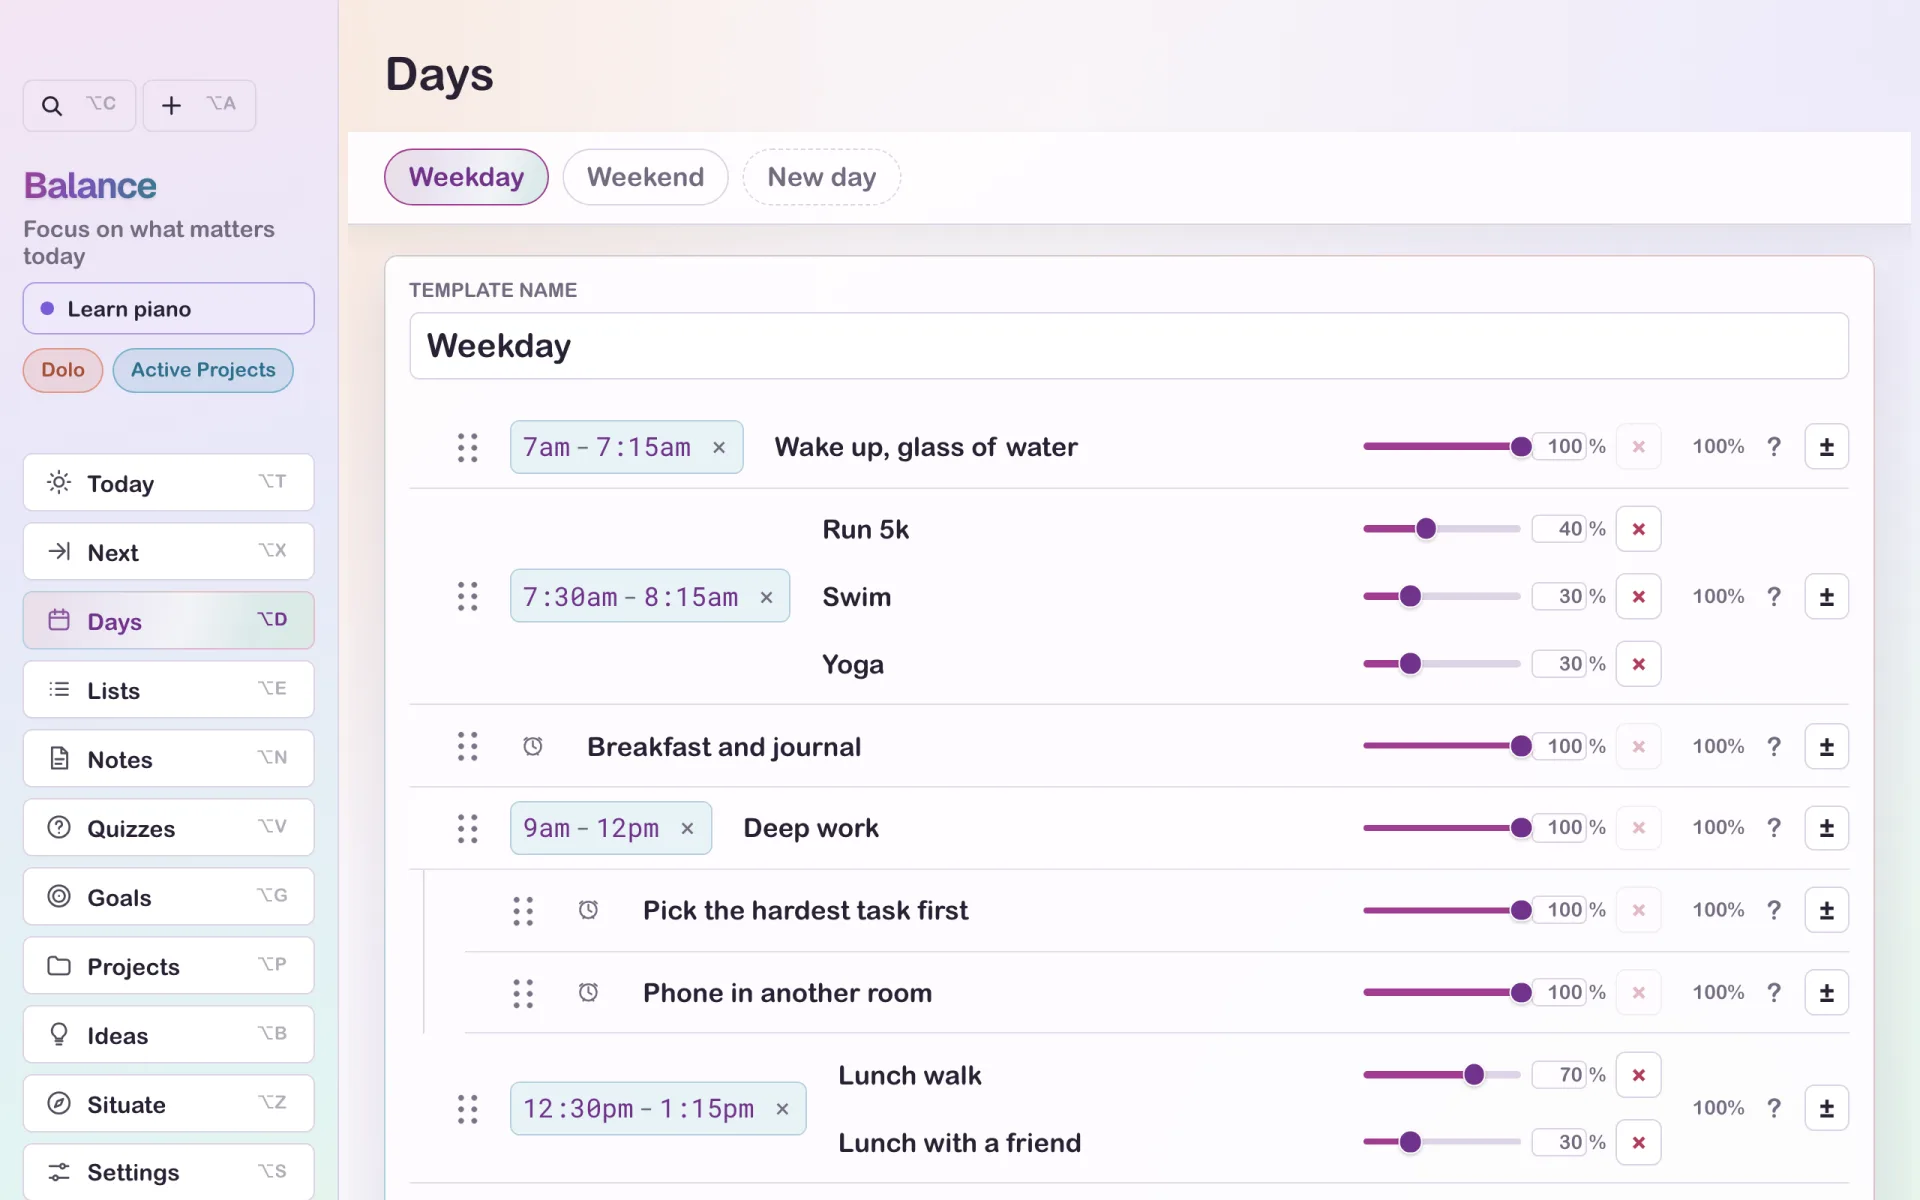 Days
⌥C
+ ⌥A
Balance
Focus on what matters
today
Learn piano
Dolo
Active Projects
Today ⌥T
Next ⌥X
Days ⌥D
Lists ⌥E
Notes ⌥N
Quizzes ⌥V
Goals ⌥G
Projects ⌥P
Ideas ⌥B
Situate ⌥Z
Settings ⌥S
Weekday
Weekend
New day
TEMPLATE NAME
Weekday
7am – 7:15am × Wake up, glass of water 100 % × 100% ? ±
Run 5k 40 % ×
7:30am – 8:15am × Swim 30 % × 100% ? ±
Yoga 30 % ×
Breakfast and journal 100 % × 100% ? ±
9am – 12pm × Deep work 100 % × 100% ? ±
Pick the hardest task first 100 % × 100% ? ±
Phone in another room 100 % × 100% ? ±
Lunch walk 70 % ×
12:30pm – 1:15pm × 100% ? ±
Lunch with a friend 30 % ×